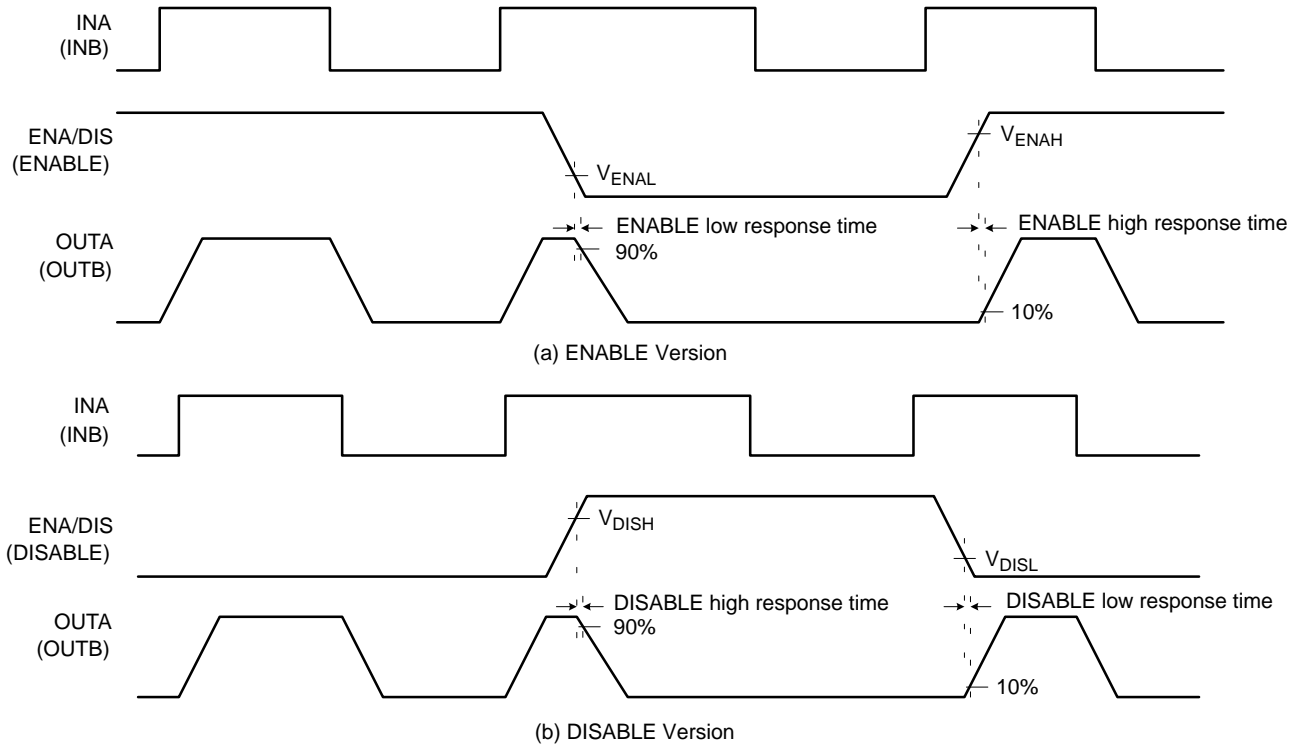 INA
(INB)
ENA/DIS
(ENABLE)
VENAL
VENAH
ENABLE low response time
ENABLE high response time
OUTA
(OUTB)
90%
10%
(a) ENABLE Version
INA
(INB)
ENA/DIS
(DISABLE)
VDISH
VDISL
DISABLE high response time
DISABLE low response time
OUTA
(OUTB)
90%
10%
(b) DISABLE Version